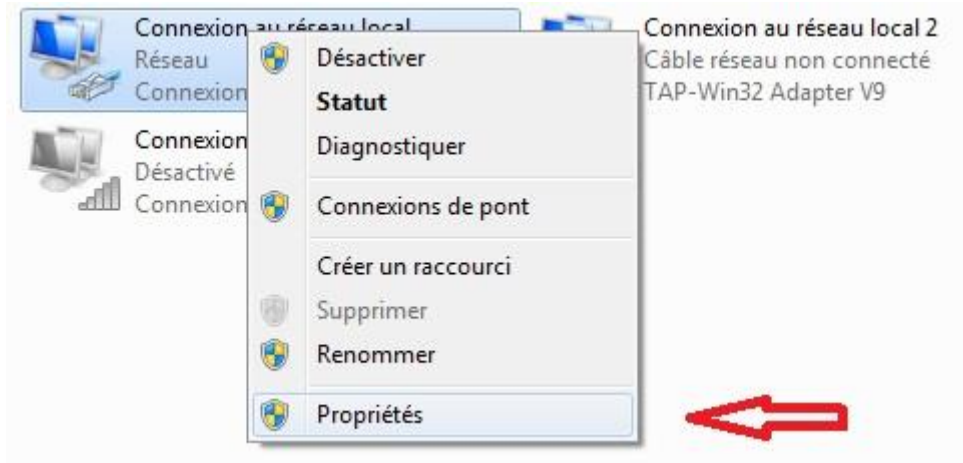 Connexion au réseau local
Réseau
Connexion
Connexion
Désactivé
Connexion
Désactiver
Statut
Diagnostiquer
Connexions de pont
Créer un raccourci
Supprimer
Renommer
Propriétés
Connexion au réseau local 2
Câble réseau non connecté
TAP-Win32 Adapter V9